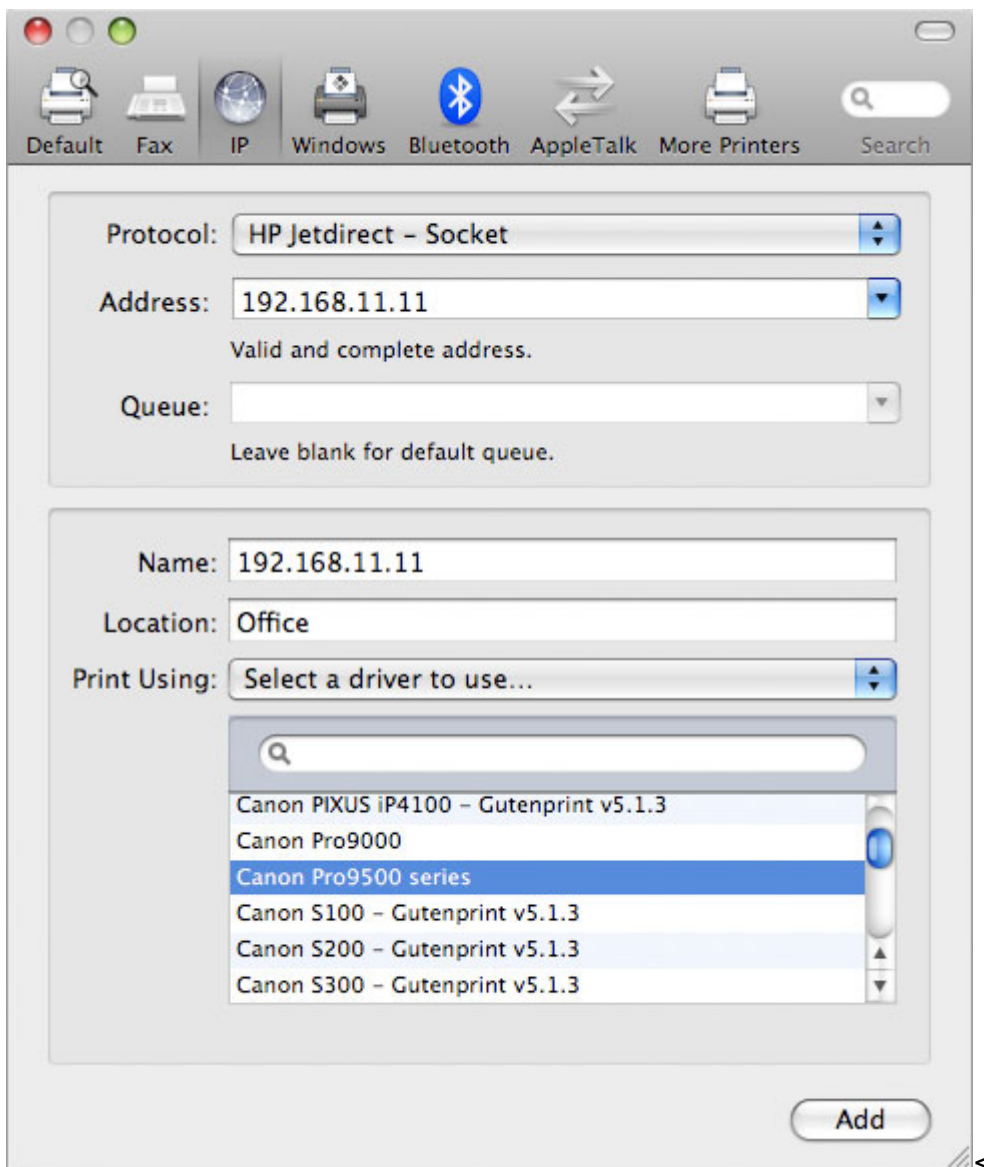 Default Fax IP Windows Bluetooth AppleTalk More Printers Search
Protocol: HP Jetdirect – Socket
Address: 192.168.11.11
Valid and complete address.
Queue:
Leave blank for default queue.
Name: 192.168.11.11
Location: Office
Print Using: Select a driver to use...
Canon PIXUS iP4100 – Gutenprint v5.1.3
Canon Pro9000
Canon Pro9500 series
Canon S100 – Gutenprint v5.1.3
Canon S200 – Gutenprint v5.1.3
Canon S300 – Gutenprint v5.1.3
Add
<